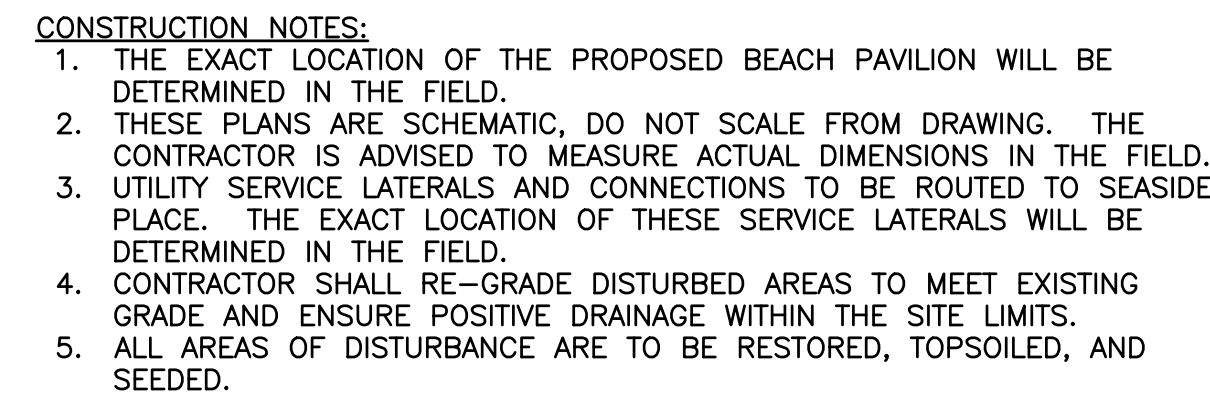 CONSTRUCTION NOTES:
1. THE EXACT LOCATION OF THE PROPOSED BEACH PAVILION WILL BE
DETERMINED IN THE FIELD.
2. THESE PLANS ARE SCHEMATIC, DO NOT SCALE FROM DRAWING. THE
CONTRACTOR IS ADVISED TO MEASURE ACTUAL DIMENSIONS IN THE FIELD.
3. UTILITY SERVICE LATERALS AND CONNECTIONS TO BE ROUTED TO SEASIDE
PLACE. THE EXACT LOCATION OF THESE SERVICE LATERALS WILL BE
DETERMINED IN THE FIELD.
4. CONTRACTOR SHALL RE-GRADE DISTURBED AREAS TO MEET EXISTING
GRADE AND ENSURE POSITIVE DRAINAGE WITHIN THE SITE LIMITS.
5. ALL AREAS OF DISTURBANCE ARE TO BE RESTORED, TOPSOILED, AND
SEEDED.